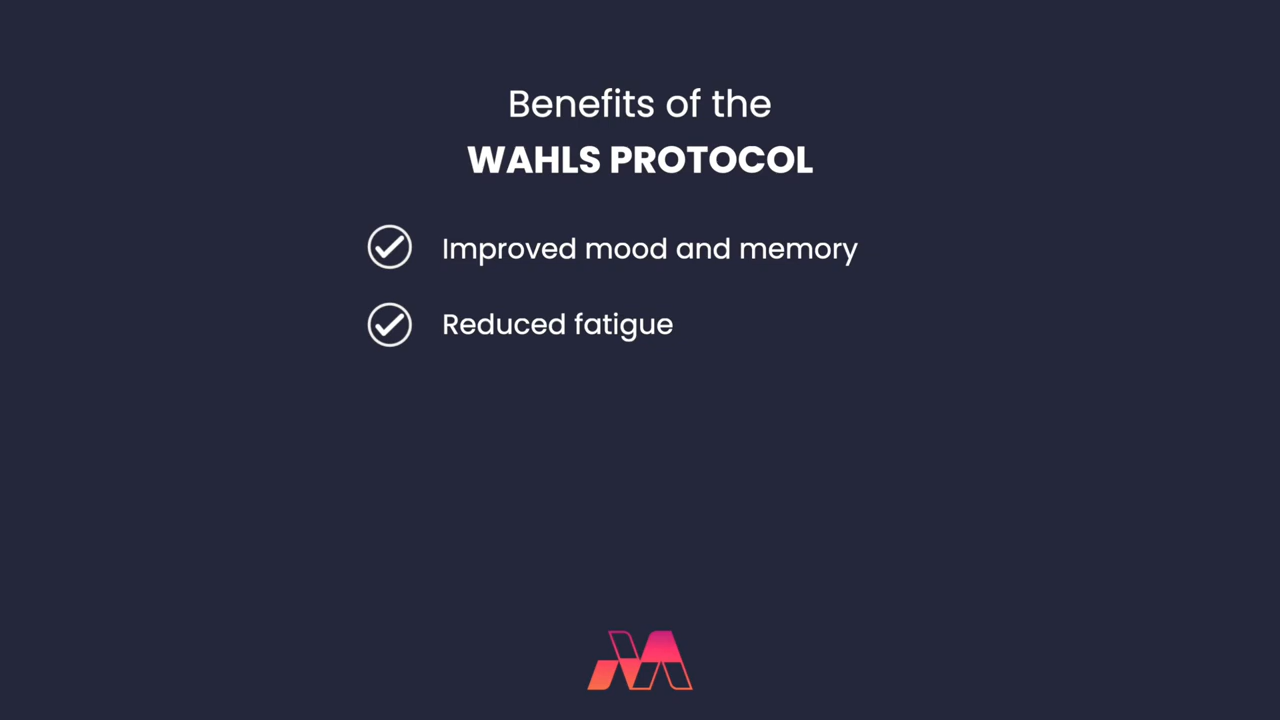 Benefits of the
WAHLS PROTOCOL
Improved mood and memory
Reduced fatigue